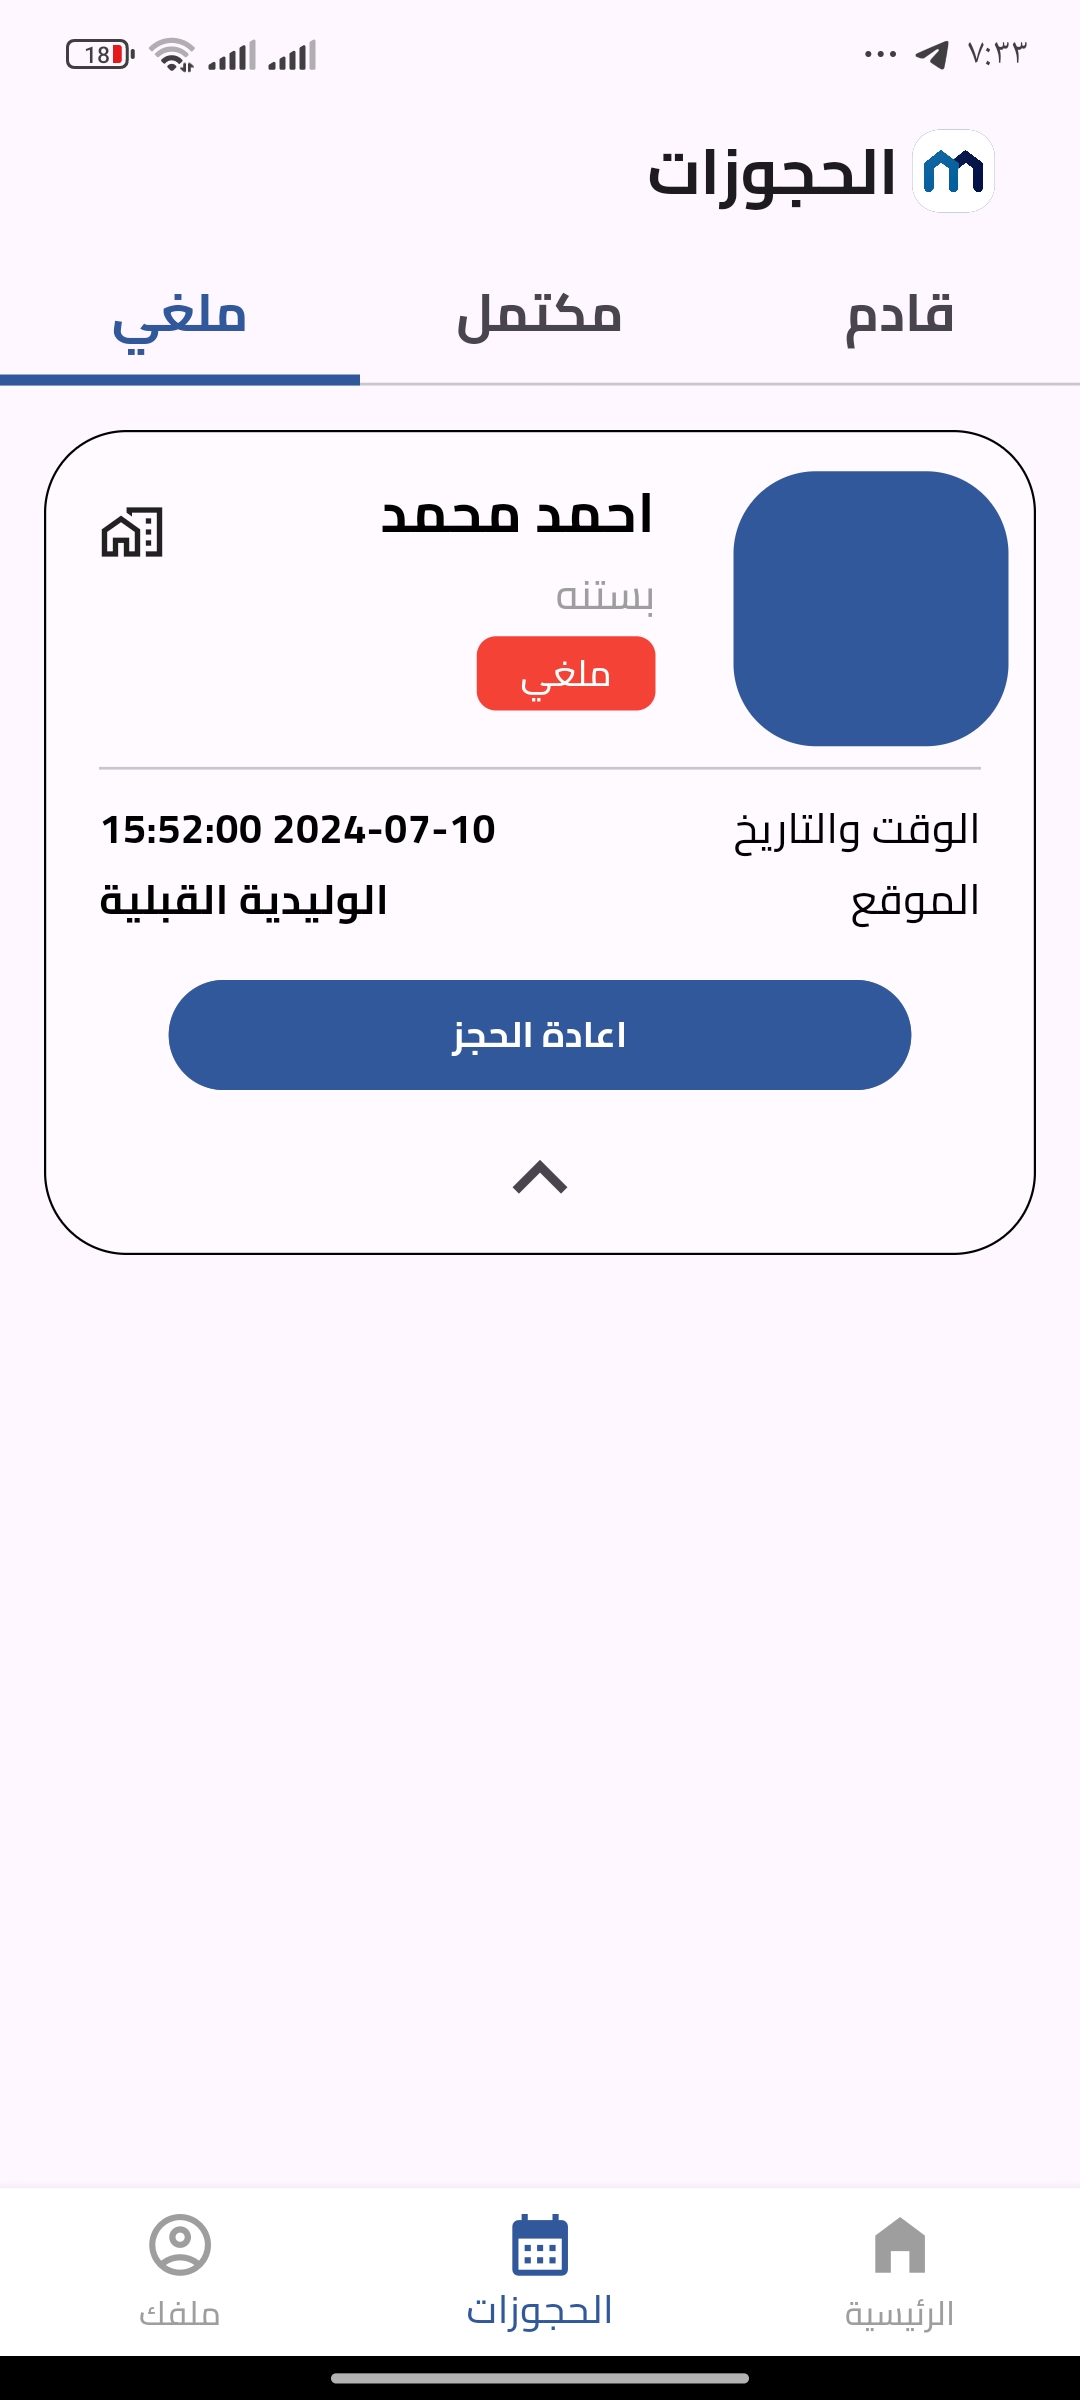 ٧:٣٣
18
الحجوزات
قادم
مكتمل
ملغي
احمد محمد
بستنه
ملغي
الوقت والتاريخ
15:52:00 2024-07-10
الموقع
الوليدية القبلية
اعادة الحجز
الرئيسية
الحجوزات
ملفك